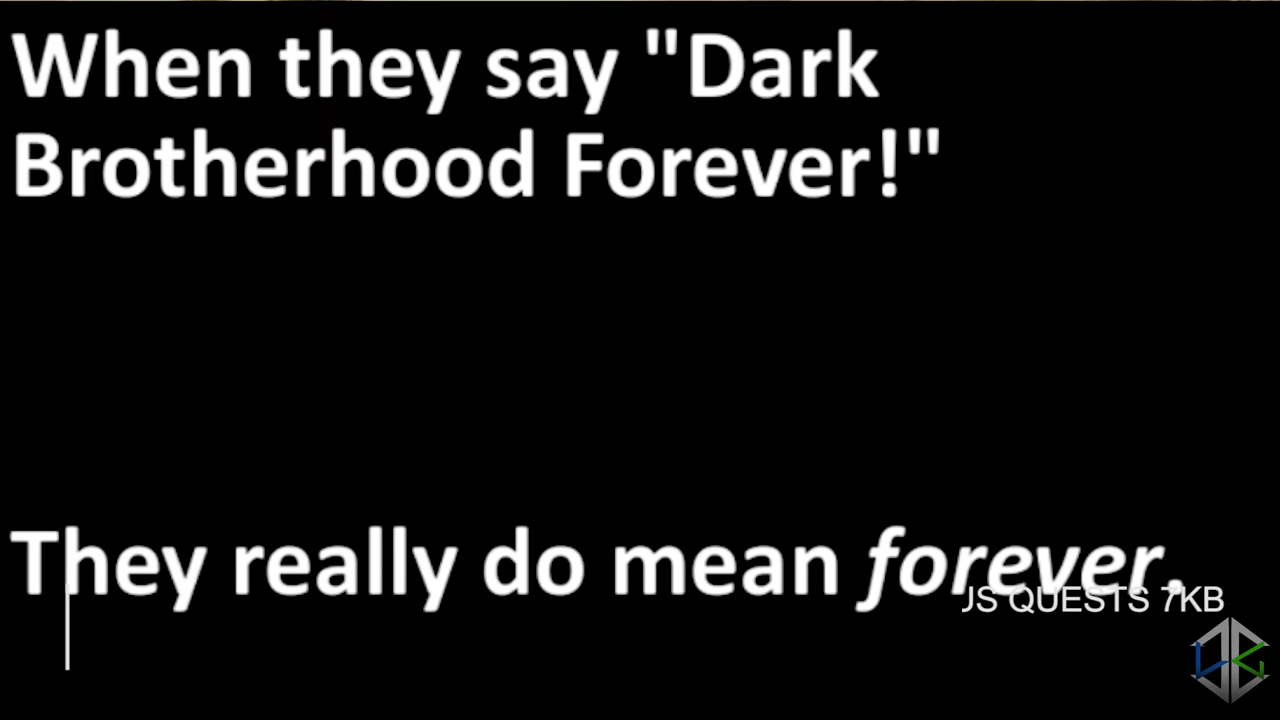 When they say "Dark
Brotherhood Forever!"
They really do mean forever.
JS QUESTS 7KB